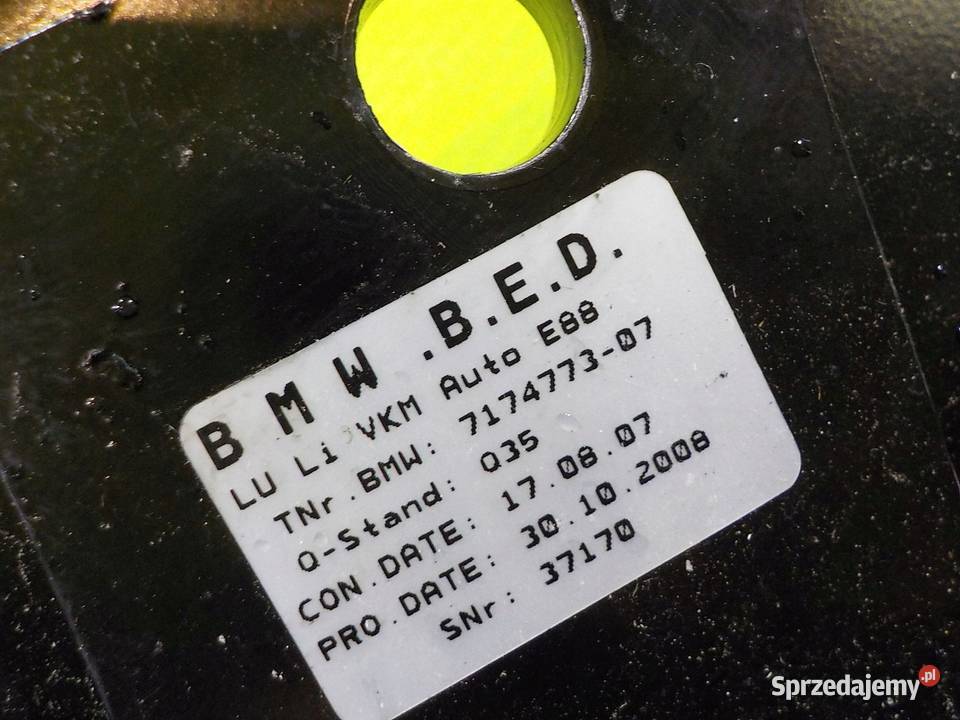 B M W .B.E.D.
LU Li VKM Auto E88
TNr.BMW: 7174773-07
Q-Stand: Q35
CON.DATE: 17.08.07
PRO.DATE: 30.10.2008
SNr: 37170
Sprzedajemy.pl